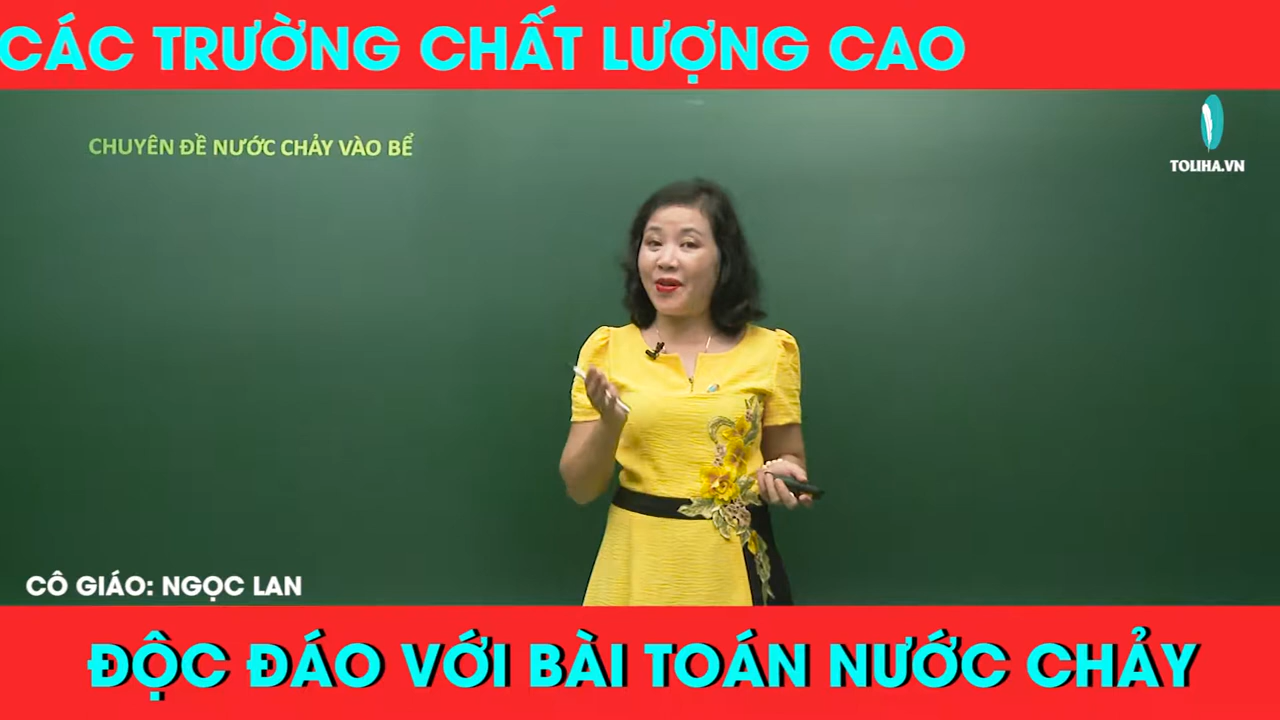 CÁC TRƯỜNG CHẤT LƯỢNG CAO
CHUYÊN ĐỀ NƯỚC CHẢY VÀO BỂ
TOLIHA.VN
CÔ GIÁO: NGỌC LAN
ĐỘC ĐÁO VỚI BÀI TOÁN NƯỚC CHẢY